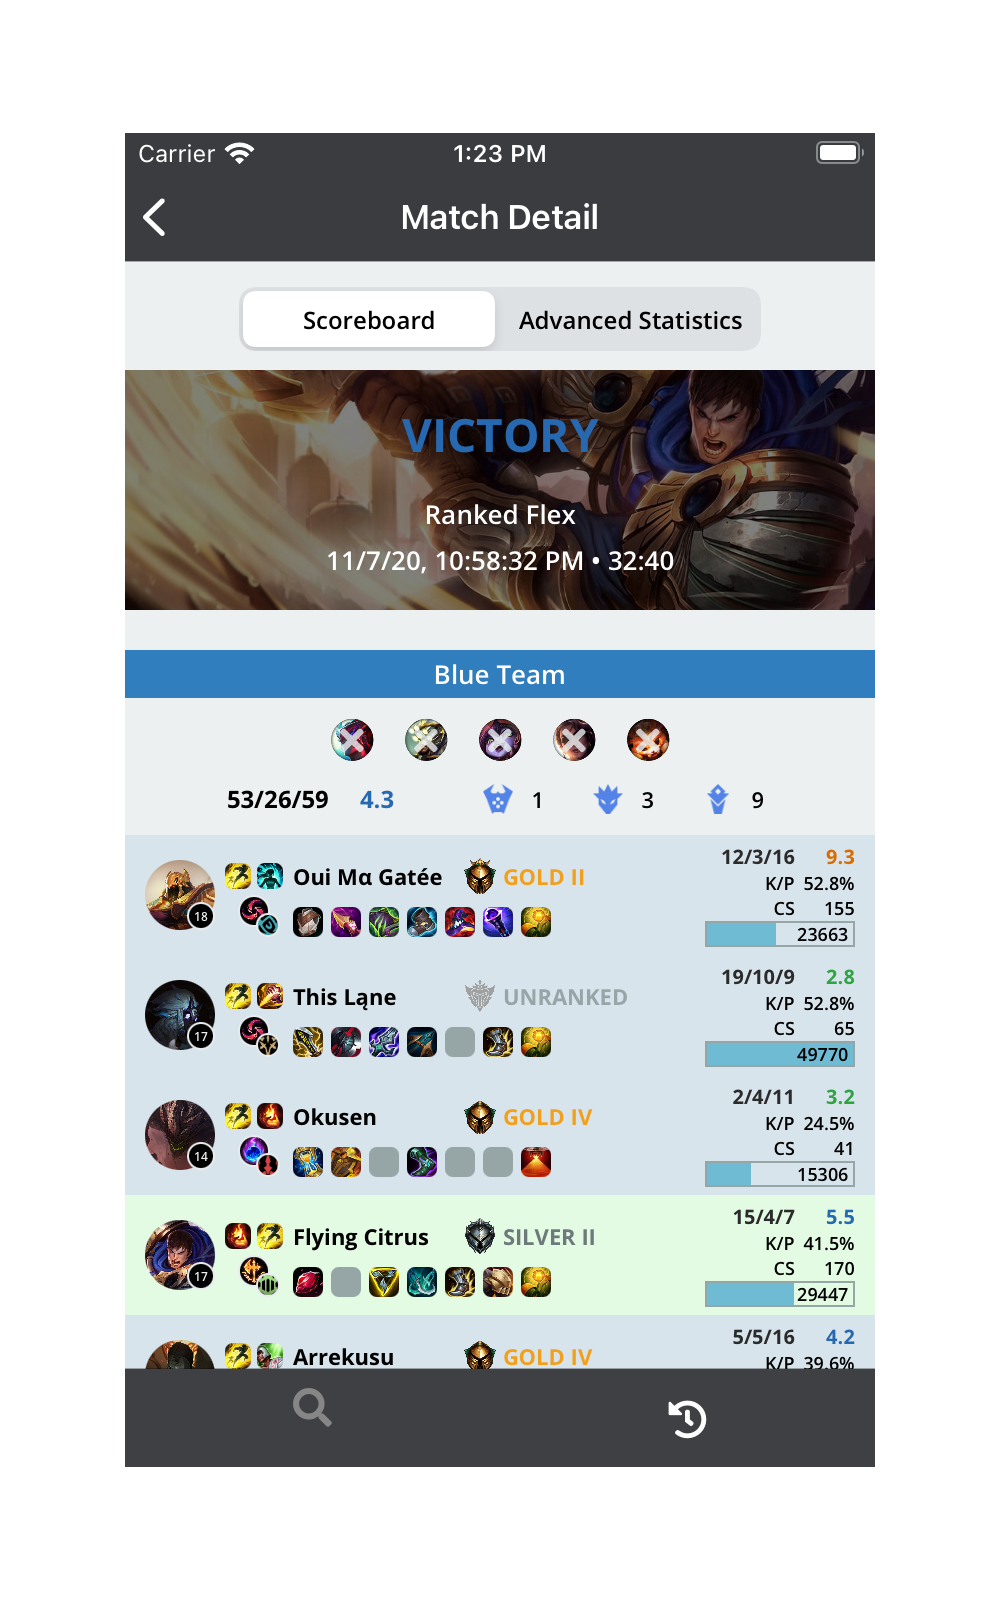 Carrier 1:23 PM
Match Detail
Scoreboard Advanced Statistics
VICTORY
Ranked Flex
11/7/20, 10:58:32 PM • 32:40
Blue Team
53/26/59 4.3 1 3 9
12/3/16 9.3
18 Oui Mɑ Gatée GOLD II
K/P 52.8%
CS 155
23663
19/10/9 2.8
17 This Ląne UNRANKED
K/P 52.8%
CS 65
49770
2/4/11 3.2
14 Okusen GOLD IV
K/P 24.5%
CS 41
15306
15/4/7 5.5
17 Flying Citrus SILVER II
K/P 41.5%
CS 170
29447
5/5/16 4.2
Arrekusu GOLD IV
K/P 39.6%